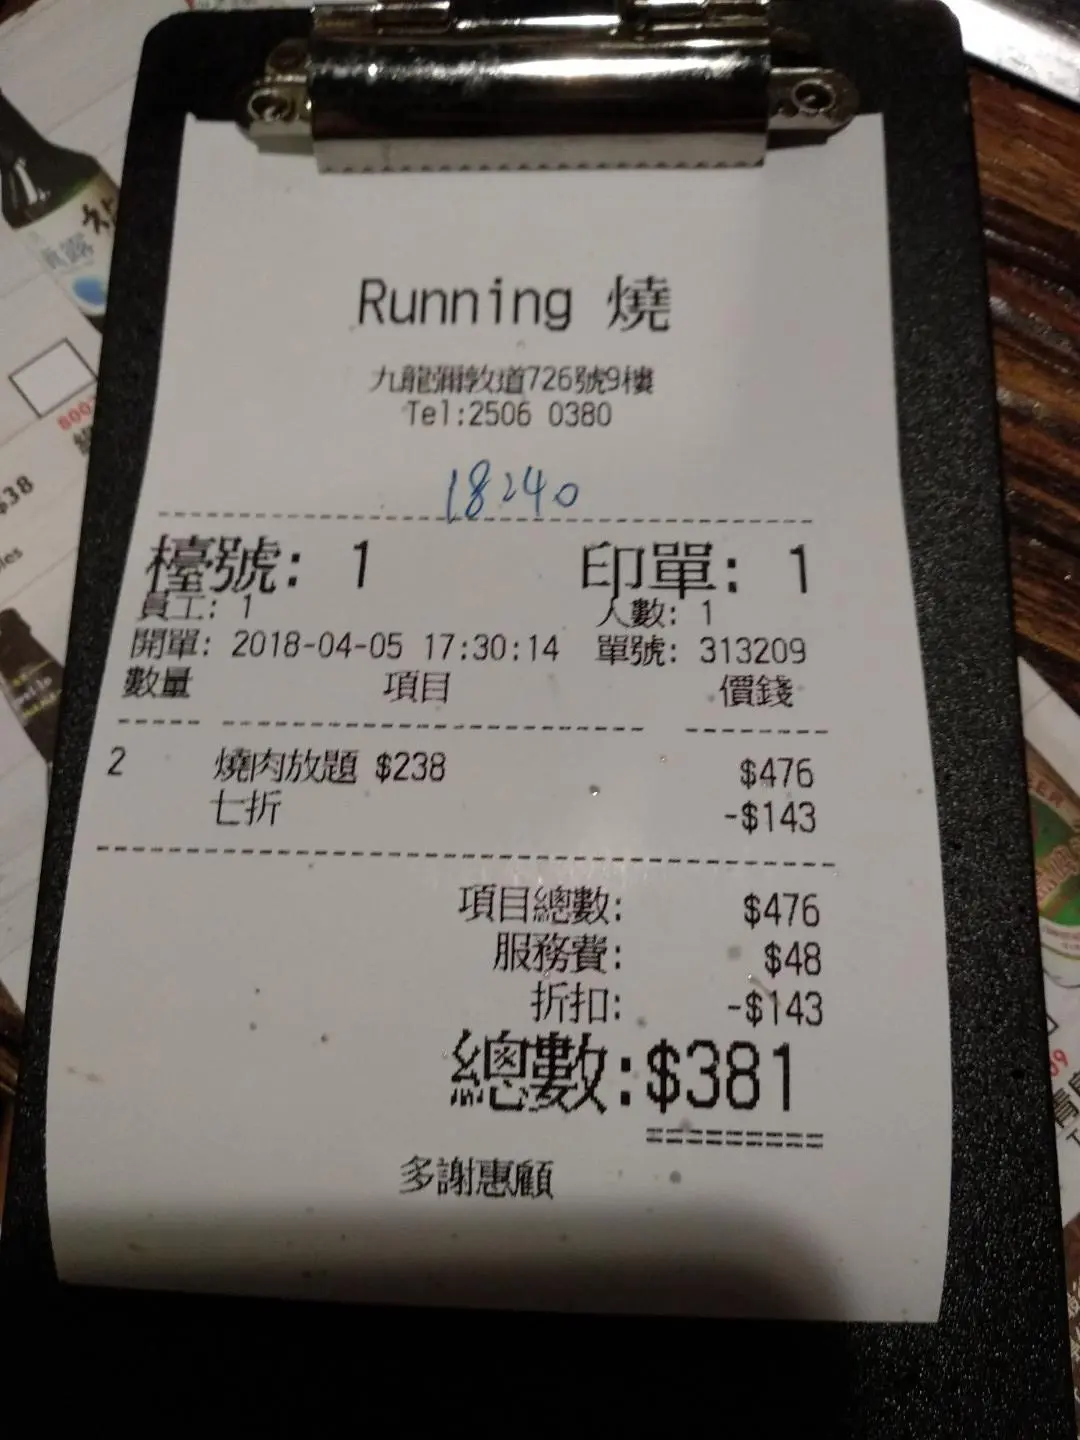 Running 燒
九龍彌敦道726號9樓
Tel:2506 0380
18240
檯號: 1 印單: 1
員工: 1 人數: 1
開單: 2018-04-05 17:30:14 單號: 313209
數量 項目 價錢
2 燒肉放題 $238 $476
七折 -$143
項目總數: $476
服務費: $48
折扣: -$143
總數:$381
多謝惠顧
$38